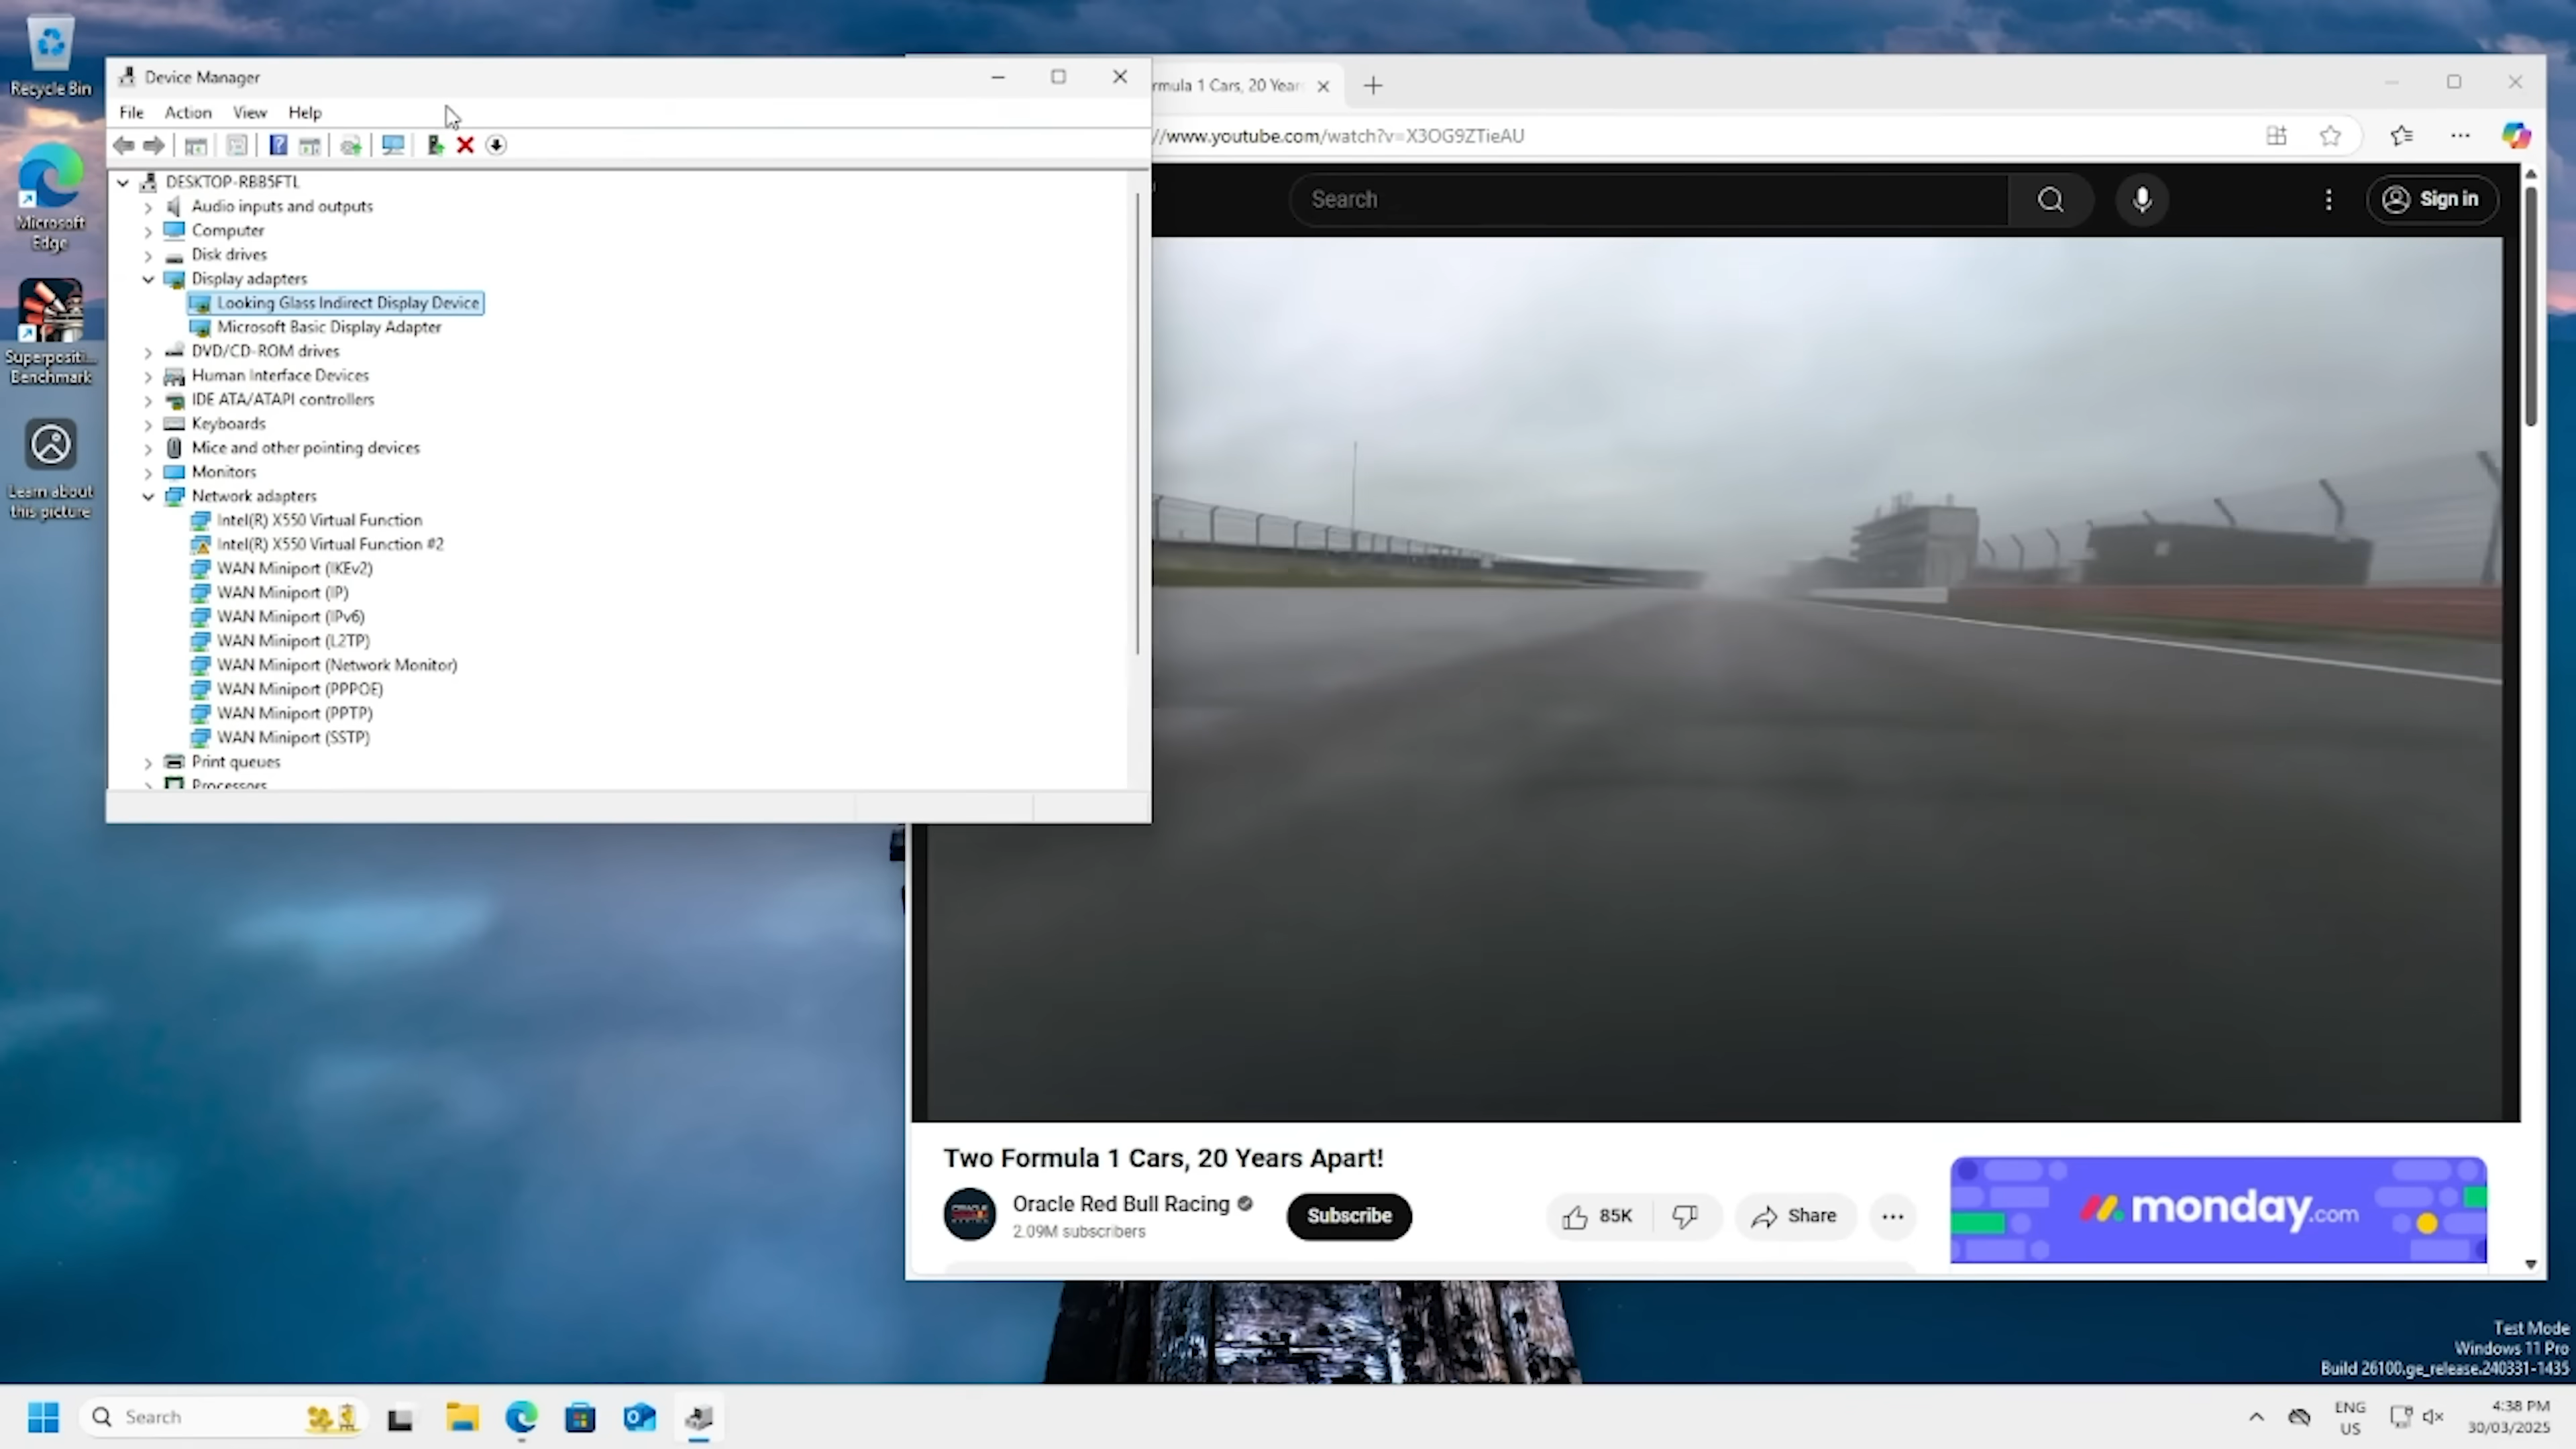 Recycle Bin
Microsoft
Edge
Superpositi...
Benchmark
Learn about
this picture
Device Manager
File Action View Help
DESKTOP-RBB5FTL
Audio inputs and outputs
Computer
Disk drives
Display adapters
Looking Glass Indirect Display Device
Microsoft Basic Display Adapter
DVD/CD-ROM drives
Human Interface Devices
IDE ATA/ATAPI controllers
Keyboards
Mice and other pointing devices
Monitors
Network adapters
Intel(R) X550 Virtual Function
Intel(R) X550 Virtual Function #2
WAN Miniport (IKEv2)
WAN Miniport (IP)
WAN Miniport (IPv6)
WAN Miniport (L2TP)
WAN Miniport (Network Monitor)
WAN Miniport (PPPOE)
WAN Miniport (PPTP)
WAN Miniport (SSTP)
Print queues
Processors
rmula 1 Cars, 20 Year
//www.youtube.com/watch?v=X3OG9ZTieAU
Search
Sign in
Two Formula 1 Cars, 20 Years Apart!
Oracle Red Bull Racing
2.09M subscribers
Subscribe
85K
Share
monday.com
Test Mode
Windows 11 Pro
Build 26100.ge_release.240331-1435
Search
ENG
US
4:38 PM
30/03/2025